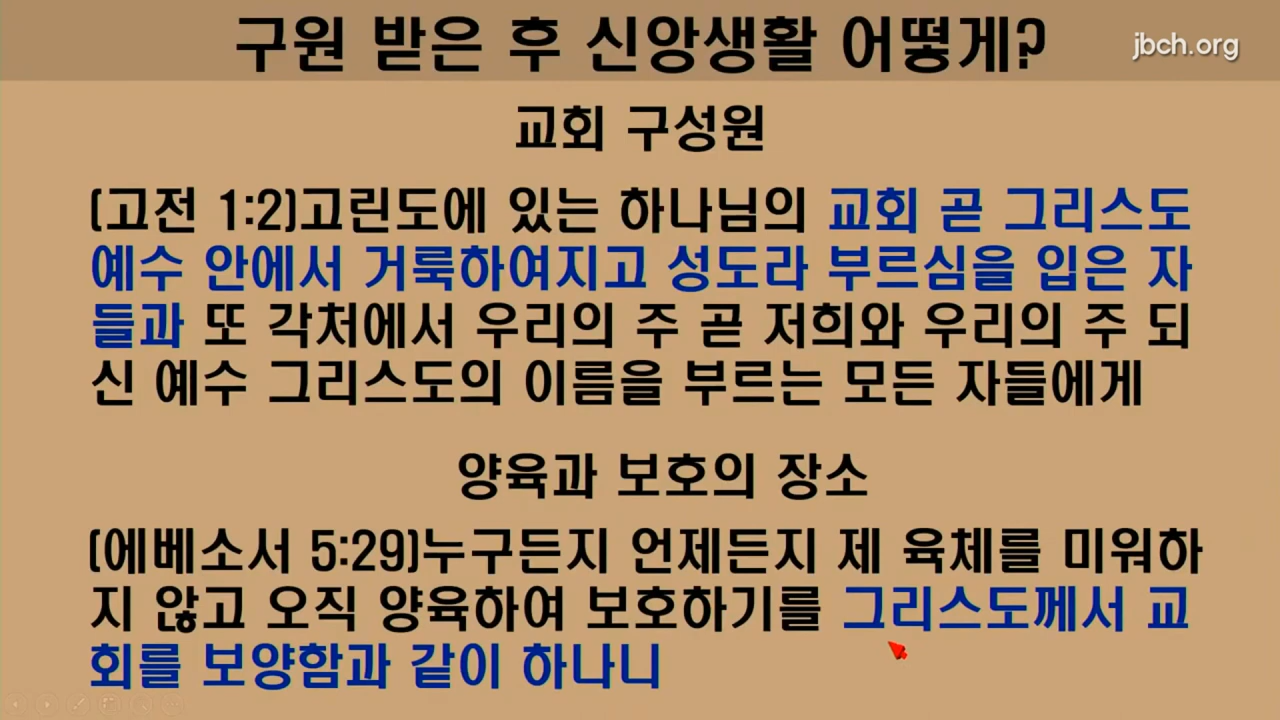 구원 받은 후 신앙생활 어떻게?
jbch.org
교회 구성원
(고전 1:2)고린도에 있는 하나님의 교회 곧 그리스도
예수 안에서 거룩하여지고 성도라 부르심을 입은 자
들과 또 각처에서 우리의 주 곧 저희와 우리의 주 되
신 예수 그리스도의 이름을 부르는 모든 자들에게
양육과 보호의 장소
(에베소서 5:29)누구든지 언제든지 제 육체를 미워하
지 않고 오직 양육하여 보호하기를 그리스도께서 교
회를 보양함과 같이 하나니